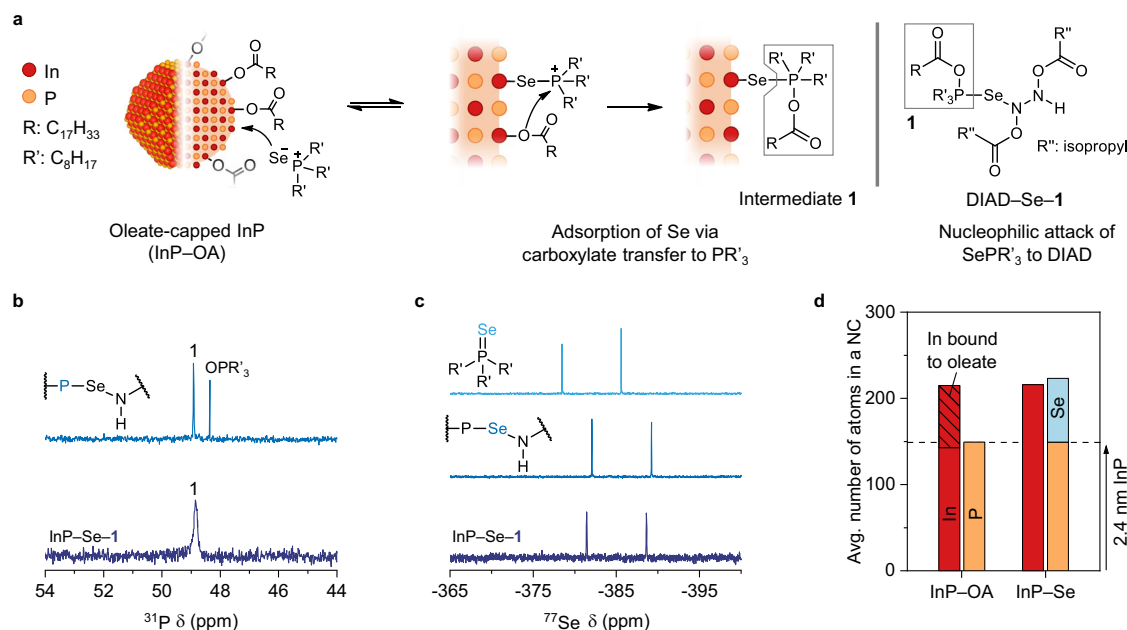 a
In
P
R: C₁₇H₃₃
R': C₈H₁₇
O
O
R
O
O
R
O
O
Se⁻
P⁺
R'
R'
R'
Oleate-capped InP
(InP–OA)
Se
P⁺
R'
R'
R'
O
O
R
Adsorption of Se via
carboxylate transfer to PR'₃
R'
R'
Se
P
R'
O
R
O
Intermediate 1
O
R
O
R'₃P
Se
1
R"
O
O
N
N
H
R"
O
O
R": isopropyl
DIAD–Se–1
Nucleophilic attack of
SePR'₃ to DIAD
b
1
OPR'₃
P
Se
N
H
1
InP–Se–1
54 52 50 48 46 44
³¹P δ (ppm)
c
Se
P
R'
R'
R'
P
Se
N
H
InP–Se–1
-365 -375 -385 -395
⁷⁷Se δ (ppm)
d
Avg. number of atoms in a NC
300
200
100
0
In bound
to oleate
In
P
Se
2.4 nm InP
InP–OA InP–Se